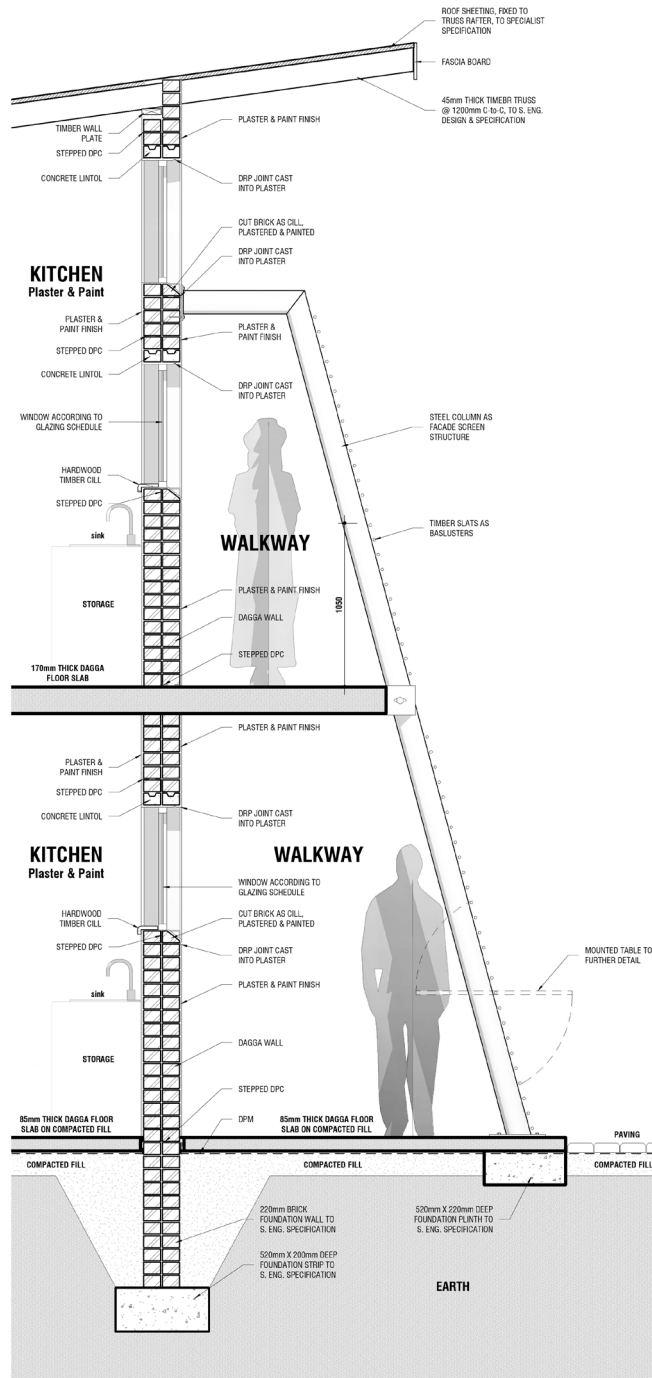 ROOF SHEETING, FIXED TO
TRUSS RAFTER, TO SPECIALIST
SPECIFICATION
FASCIA BOARD
45mm THICK TIMEBR TRUSS
@ 1200mm C-to-C, TO S. ENG.
DESIGN & SPECIFICATION
PLASTER & PAINT FINISH
TIMBER WALL
PLATE
STEPPED DPC
CONCRETE LINTOL
DRP JOINT CAST
INTO PLASTER
CUT BRICK AS CILL,
PLASTERED & PAINTED
DRP JOINT CAST
INTO PLASTER
KITCHEN
Plaster & Paint
PLASTER &
PAINT FINISH
PLASTER &
PAINT FINISH
STEPPED DPC
CONCRETE LINTOL
DRP JOINT CAST
INTO PLASTER
WINDOW ACCORDING TO
GLAZING SCHEDULE
STEEL COLUMN AS
FACADE SCREEN
STRUCTURE
HARDWOOD
TIMBER CILL
STEPPED DPC
sink
WALKWAY
TIMBER SLATS AS
BASLUSTERS
STORAGE
PLASTER & PAINT FINISH
1050
DAGGA WALL
STEPPED DPC
170mm THICK DAGGA
FLOOR SLAB
PLASTER & PAINT FINISH
PLASTER &
PAINT FINISH
STEPPED DPC
CONCRETE LINTOL
DRP JOINT CAST
INTO PLASTER
KITCHEN
Plaster & Paint
WALKWAY
WINDOW ACCORDING TO
GLAZING SCHEDULE
HARDWOOD
TIMBER CILL
CUT BRICK AS CILL,
PLASTERED & PAINTED
STEPPED DPC
DRP JOINT CAST
INTO PLASTER
MOUNTED TABLE TO
FURTHER DETAIL
PLASTER & PAINT FINISH
sink
DAGGA WALL
STORAGE
STEPPED DPC
85mm THICK DAGGA FLOOR
SLAB ON COMPACTED FILL
DPM
85mm THICK DAGGA FLOOR
SLAB ON COMPACTED FILL
PAVING
COMPACTED FILL
COMPACTED FILL
COMPACTED FILL
220mm BRICK
FOUNDATION WALL TO
S. ENG. SPECIFICATION
520mm X 220mm DEEP
FOUNDATION PLINTH TO
S. ENG. SPECIFICATION
520mm X 200mm DEEP
FOUNDATION STRIP TO
S. ENG. SPECIFICATION
EARTH